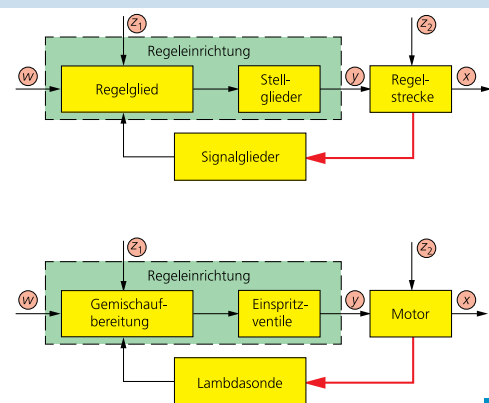 z1
z2
Regeleinrichtung
w
Regelglied
Stell-
glieder
y
Regel-
strecke
x
Signalglieder
z1
z2
Regeleinrichtung
w
Gemischauf-
bereitung
Einspritz-
ventile
y
Motor
x
Lambdasonde